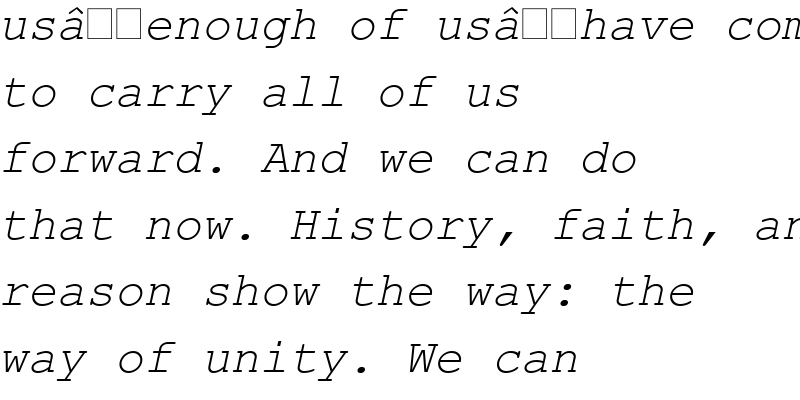 usâ□□enough of usâ□□have com
to carry all of us
forward. And we can do
that now. History, faith, an
reason show the way: the
way of unity. We can